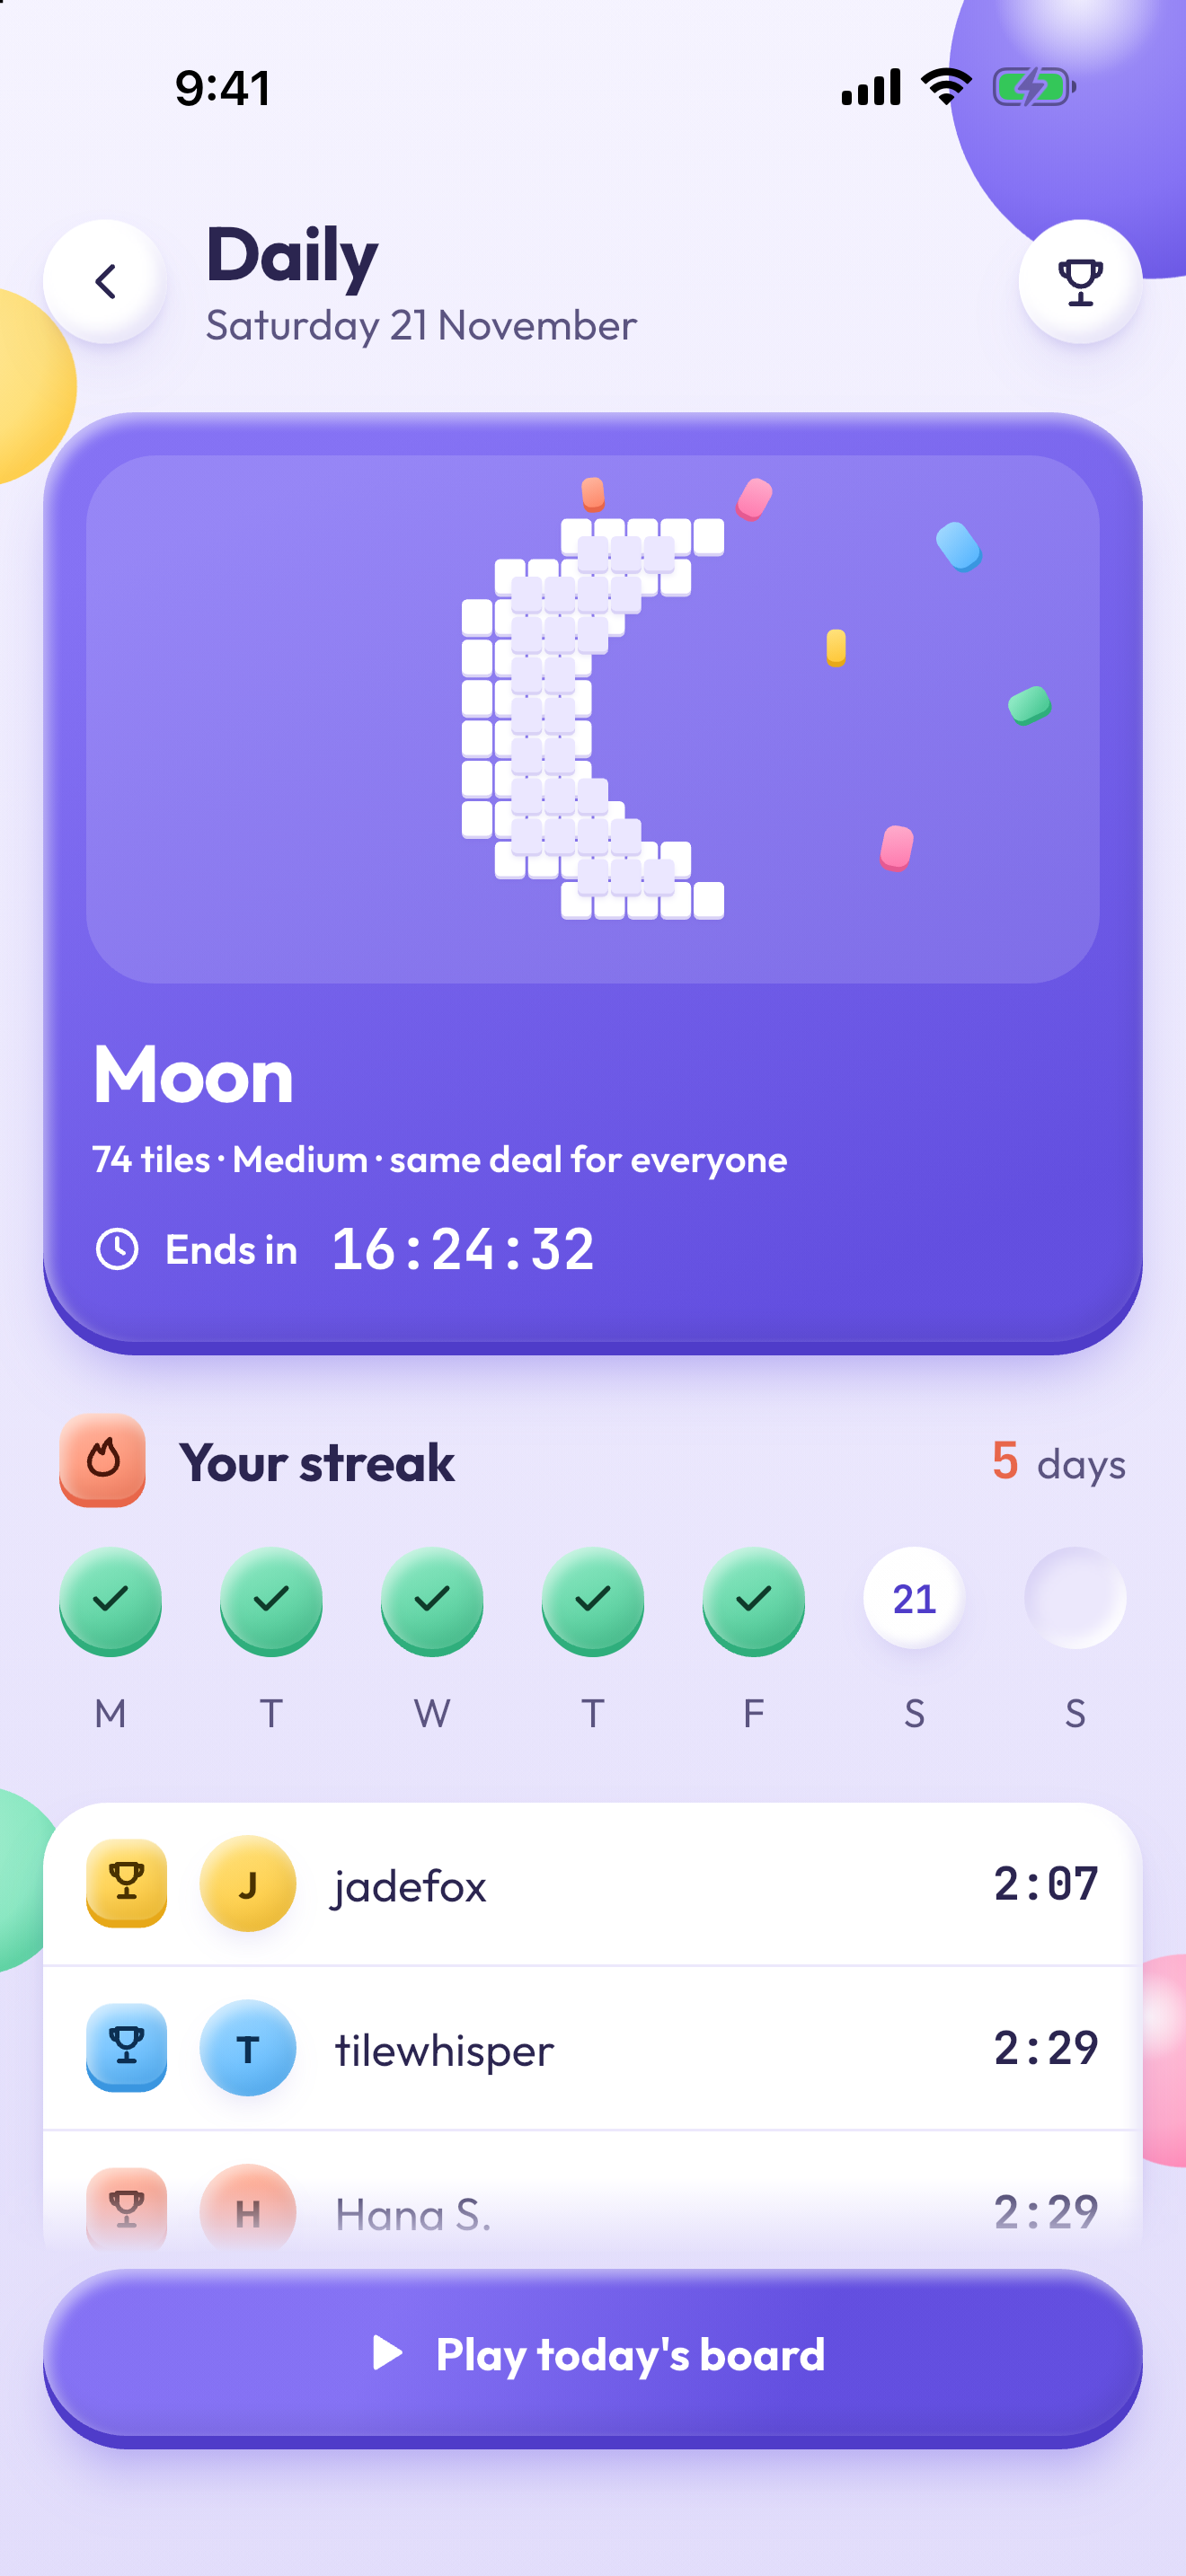 9:41
Daily
Saturday 21 November
Moon
74 tiles · Medium · same deal for everyone
Ends in 16:24:32
Your streak
5 days
21
M T W T F S S
J jadefox 2:07
T tilewhisper 2:29
H Hana S. 2:29
Play today's board